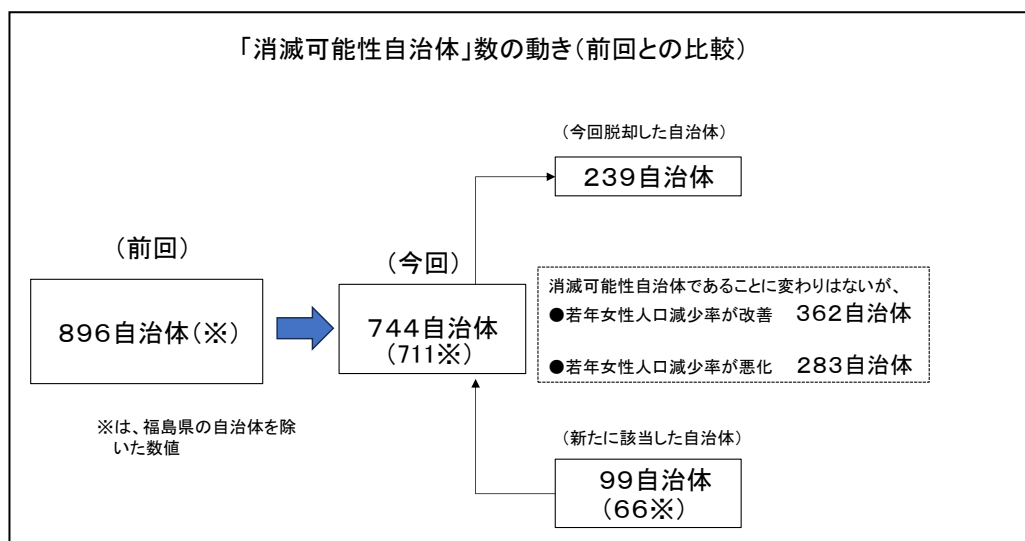 「消滅可能性自治体」数の動き(前回との比較)
(今回脱却した自治体)
239自治体
(前回)
896自治体(※)
※は、福島県の自治体を除
いた数値
(今回)
744自治体
(711※)
消滅可能性自治体であることに変わりはないが、
●若年女性人口減少率が改善 362自治体
●若年女性人口減少率が悪化 283自治体
(新たに該当した自治体)
99自治体
(66※)